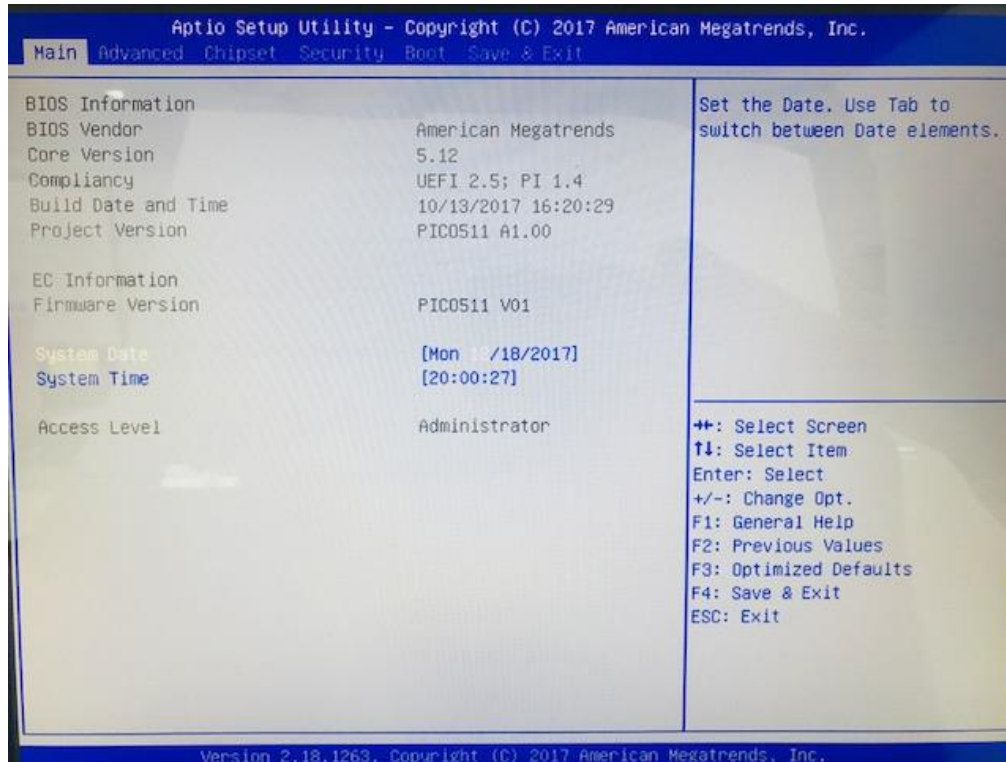 Aptio Setup Utility – Copyright (C) 2017 American Megatrends, Inc.
Main Advanced Chipset Security Boot Save & Exit
BIOS Information
BIOS Vendor American Megatrends
Core Version 5.12
Compliancy UEFI 2.5; PI 1.4
Build Date and Time 10/13/2017 16:20:29
Project Version PICO511 A1.00
EC Information
Firmware Version PICO511 V01
System Date [Mon /18/2017]
System Time [20:00:27]
Access Level Administrator
Set the Date. Use Tab to
switch between Date elements.
→←: Select Screen
↑↓: Select Item
Enter: Select
+/-: Change Opt.
F1: General Help
F2: Previous Values
F3: Optimized Defaults
F4: Save & Exit
ESC: Exit
Version 2.18.1263. Copyright (C) 2017 American Megatrends, Inc.